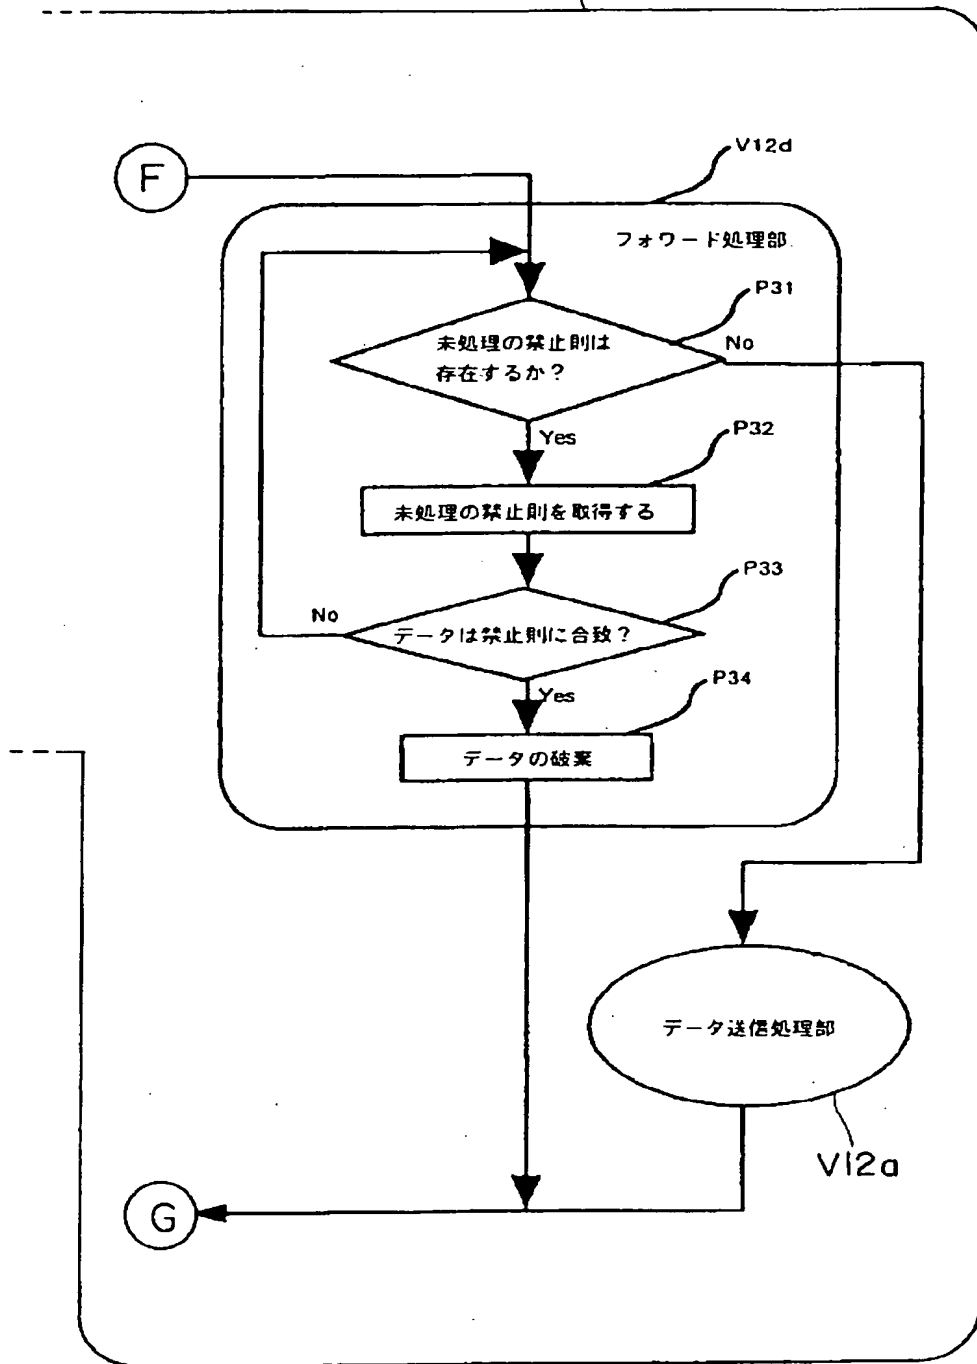 V12d
F
フォワード処理部
P31
未処理の禁止則は
存在するか？
No
Yes
P32
未処理の禁止則を取得する
P33
No
データは禁止則に合致？
P34
Yes
データの破棄
データ送信処理部
V12a
G